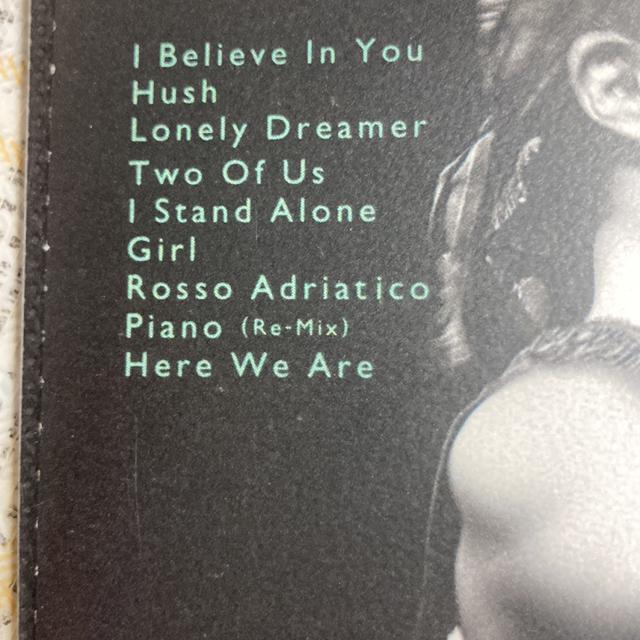 I Believe In You
Hush
Lonely Dreamer
Two Of Us
I Stand Alone
Girl
Rosso Adriatico
Piano (Re-Mix)
Here We Are